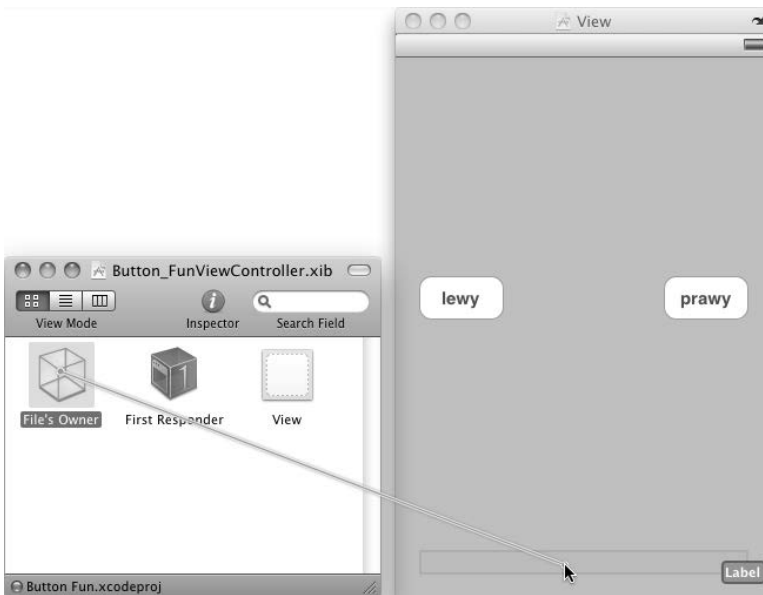 View
Button_FunViewController.xib
View Mode
Inspector
Search Field
File's Owner
First Responder
View
Button Fun.xcodeproj
lewy
prawy
Label